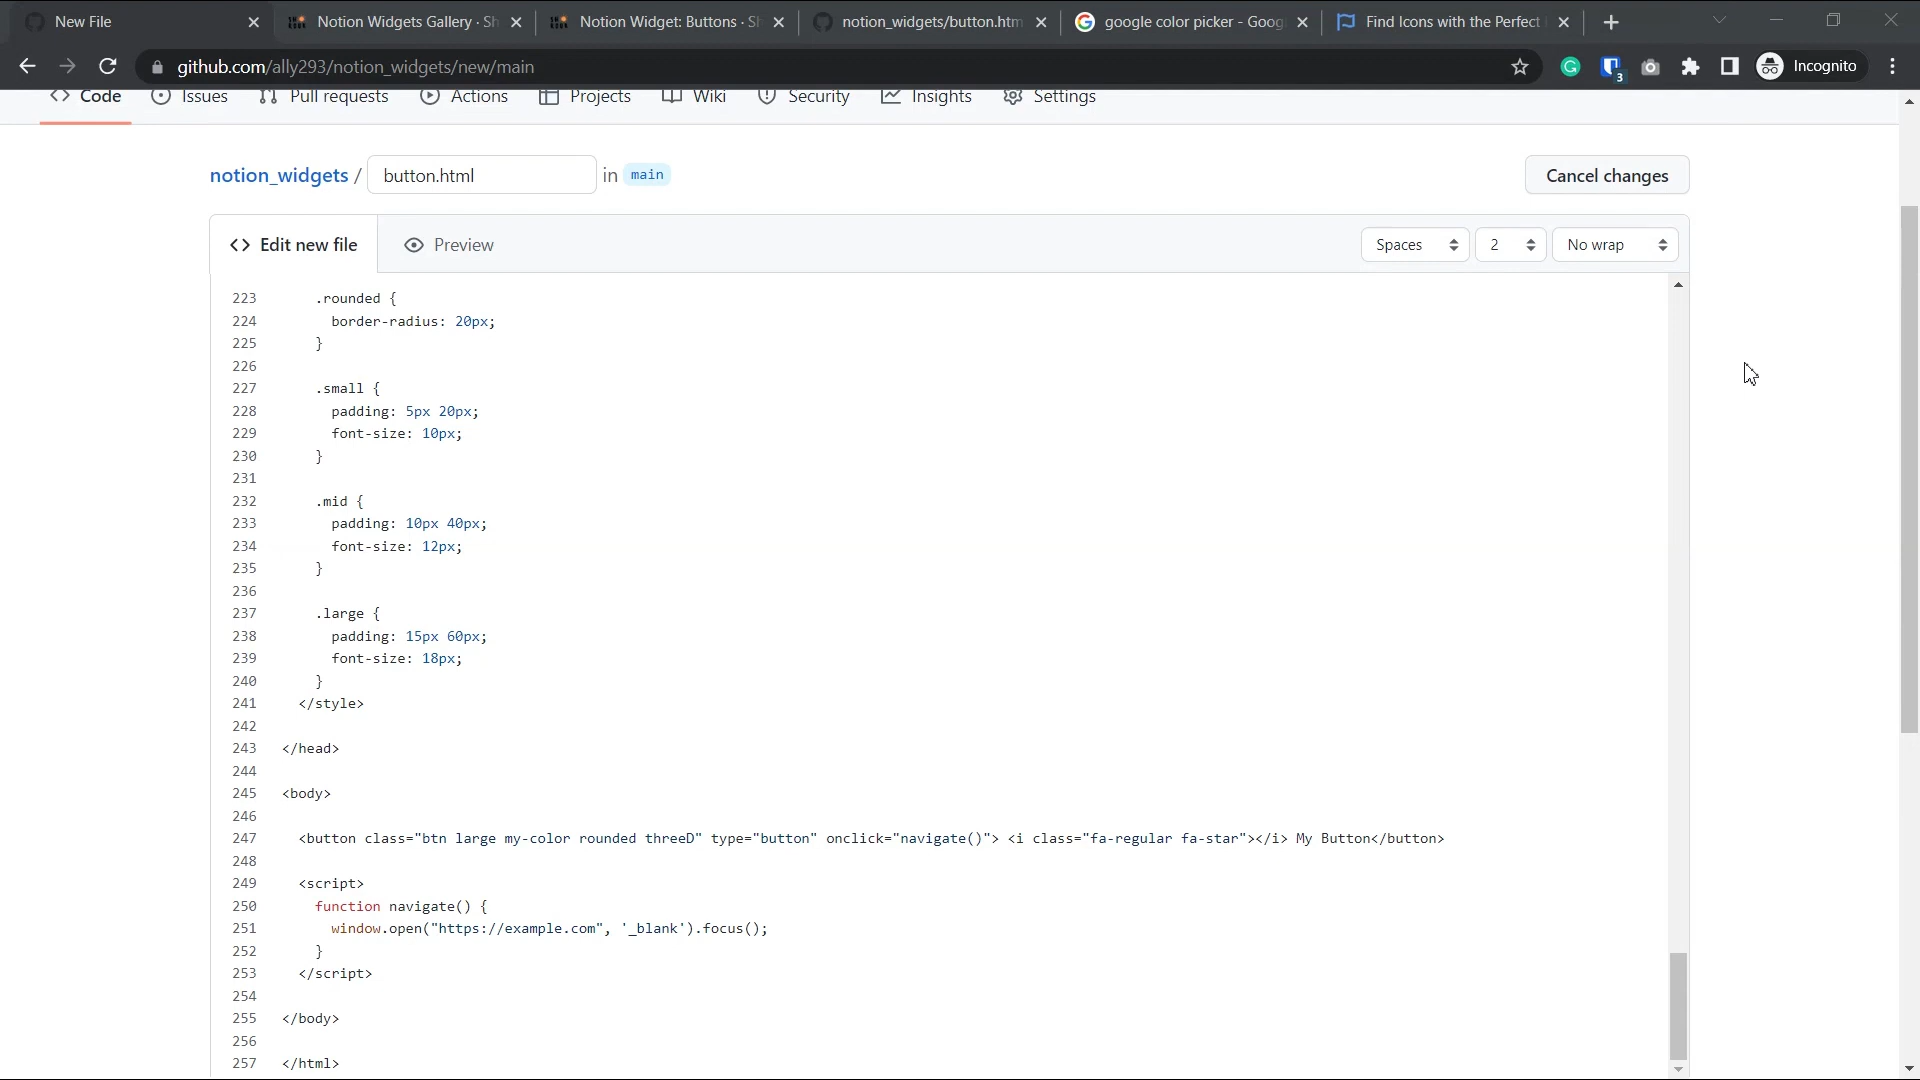 New File
Notion Widgets Gallery · Sh
Notion Widget: Buttons · Sh
notion_widgets/button.htm
google color picker - Goog
Find Icons with the Perfect
github.com/ally293/notion_widgets/new/main
3
Incognito
Code
Issues
Pull requests
Actions
Projects
Wiki
Security
Insights
Settings
notion_widgets / button.html in main
Cancel changes
Edit new file
Preview
Spaces
2
No wrap
223 .rounded {
224 border-radius: 20px;
225 }
226
227 .small {
228 padding: 5px 20px;
229 font-size: 10px;
230 }
231
232 .mid {
233 padding: 10px 40px;
234 font-size: 12px;
235 }
236
237 .large {
238 padding: 15px 60px;
239 font-size: 18px;
240 }
241 </style>
242
243 </head>
244
245 <body>
246
247 <button class="btn large my-color rounded threeD" type="button" onclick="navigate()"> <i class="fa-regular fa-star"></i> My Button</button>
248
249 <script>
250 function navigate() {
251 window.open("https://example.com", '_blank').focus();
252 }
253 </script>
254
255 </body>
256
257 </html>